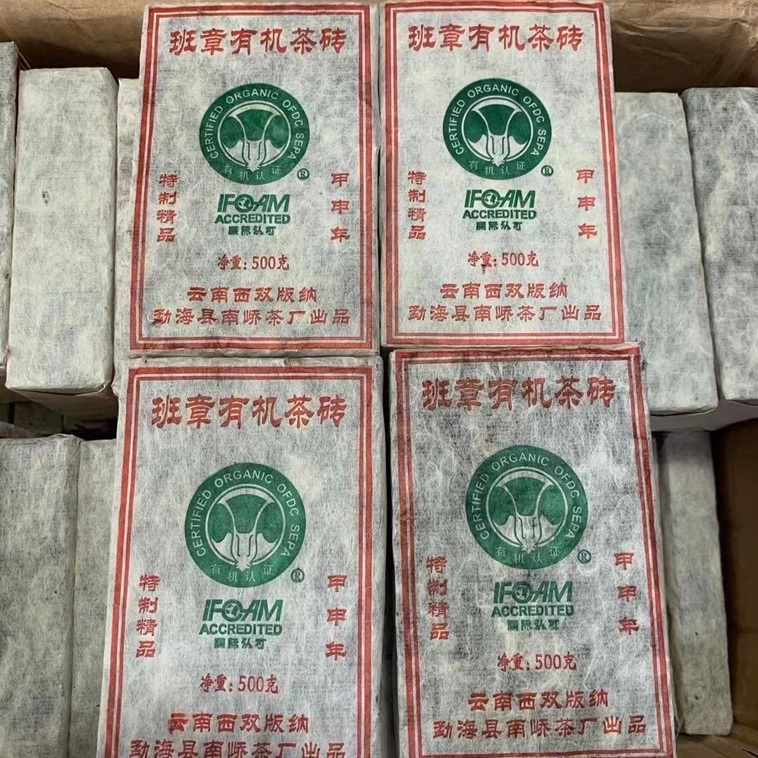 班章有机茶砖
CERTIFIED ORGANIC OFDC SEPA
有机认证
®
IFOAM
ACCREDITED
国际认可
特制精品
甲申年
净重:500克
云南西双版纳
勐海县南峤茶厂出品
班章有机茶砖
CERTIFIED ORGANIC OFDC SEPA
有机认证
®
IFOAM
ACCREDITED
国际认可
特制精品
甲申年
净重:500克
云南西双版纳
勐海县南峤茶厂出品
班章有机茶砖
CERTIFIED ORGANIC OFDC SEPA
有机认证
®
IFOAM
ACCREDITED
国际认可
特制精品
甲申年
净重:500克
云南西双版纳
勐海县南峤茶厂出品
班章有机茶砖
CERTIFIED ORGANIC OFDC SEPA
有机认证
®
IFOAM
ACCREDITED
国际认可
特制精品
甲申年
净重:500克
云南西双版纳
勐海县南峤茶厂出品